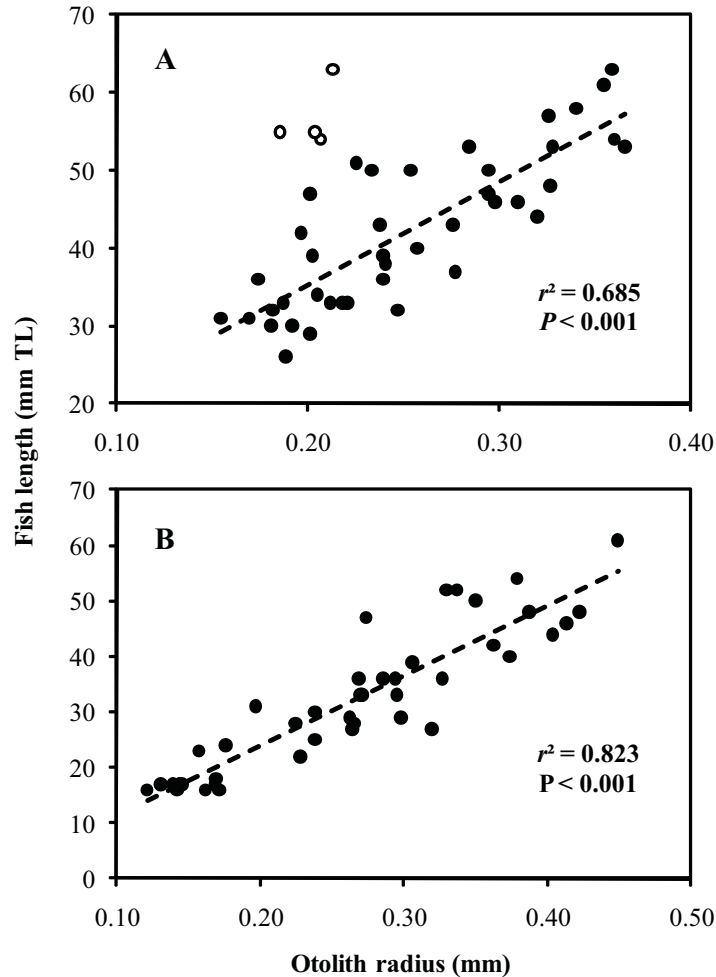 70
A
60
50
40
r² = 0.685
P < 0.001
30
20
0.10 0.20 0.30 0.40
Fish length (mm TL)
70
B
60
50
40
30
r² = 0.823
P < 0.001
20
10
0
0.10 0.20 0.30 0.40 0.50
Otolith radius (mm)